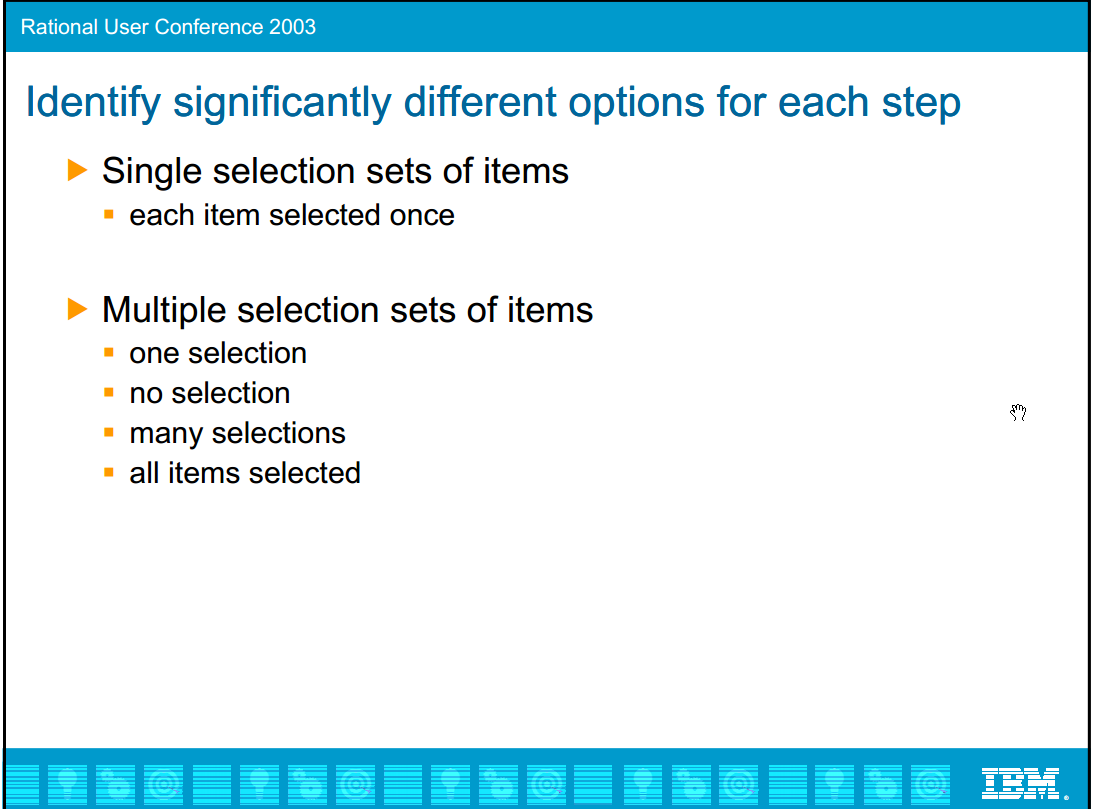 Rational User Conference 2003
Identify significantly different options for each step
Single selection sets of items
each item selected once
Multiple selection sets of items
one selection
no selection
many selections
all items selected
IBM